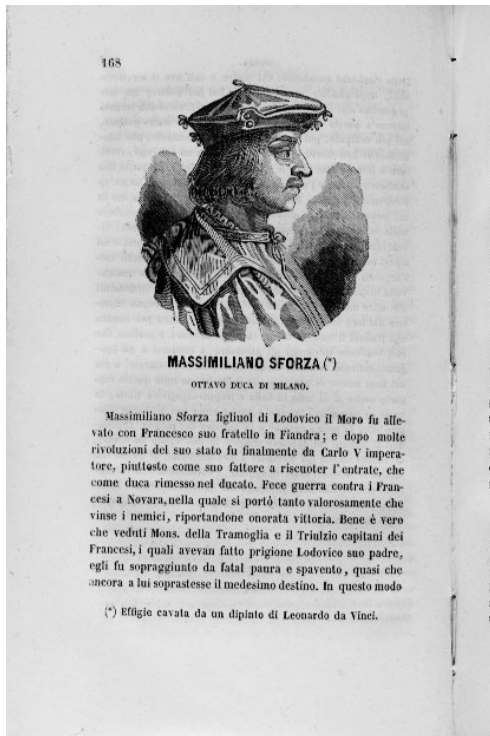 168
MASSIMILIANO SFORZA (*)
OTTAVO DUCA DI MILANO.
Massimiliano Sforza figliuol di Lodovico il Moro fu alle-
vato con Francesco suo fratello in Fiandra; e dopo molte
rivoluzioni del suo stato fu finalmente da Carlo V impera-
tore, piuttosto come suo fattore a riscuoter l'entrate, che
come duca rimesso nel ducato. Fece guerra contra i Fran-
cesi a Novara, nella quale si portò tanto valorosamente che
vinse i nemici, riportandone onorata vittoria. Bene è vero
che veduti Mons. della Tramoglia e il Triulzio capitani dei
Francesi, i quali avevan fatto prigione Lodovico suo padre,
egli fu sopraggiunto da fatal paura e spavento, quasi che
ancora a lui soprastesse il medesimo destino. In questo modo
(*) Effigie cavata da un dipinto di Leonardo da Vinci.